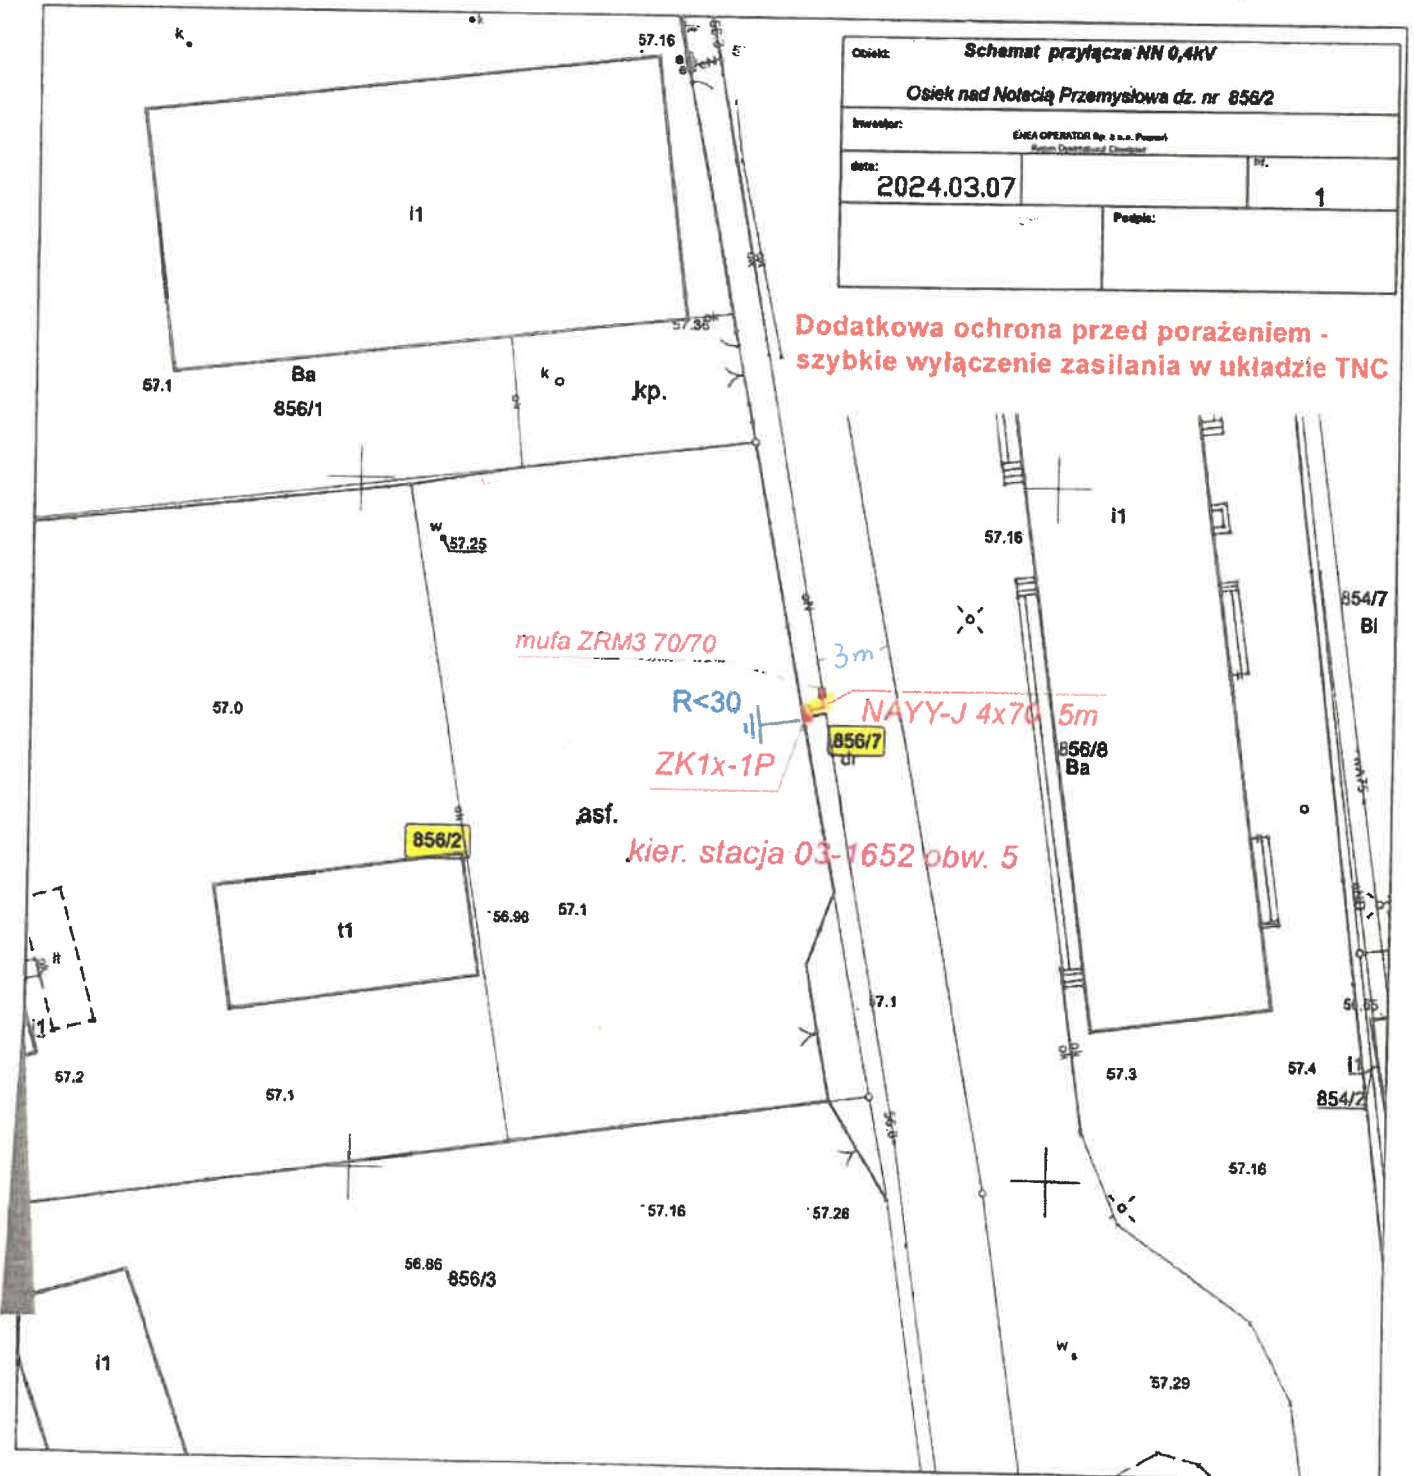 Obiekt:
Schemat przyłącza NN 0,4kV
Osiek nad Notecią Przemysłowa dz. nr 856/2
Inwestor:
ENEA OPERATOR Sp. z o.o. Poznań
data:
2024.03.07
nr.
1
Podpis:
Dodatkowa ochrona przed porażeniem -
szybkie wyłączenie zasilania w układzie TNC
k
k
57.16
i1
57.36
57.1
Ba
856/1
k
kp.
w
57.25
57.16
i1
854/7
Bi
mufa ZRM3 70/70
3m
57.0
R<30
NAYY-J 4x70 5m
856/7
dr
ZK1x-1P
856/8
Ba
asf.
856/2
kier. stacja 03-1652 obw. 5
t1
56.96
57.1
i1
57.1
57.2
57.1
57.3
57.4
i1
854/2
57.16
57.16
57.26
56.86
856/3
i1
w
57.29